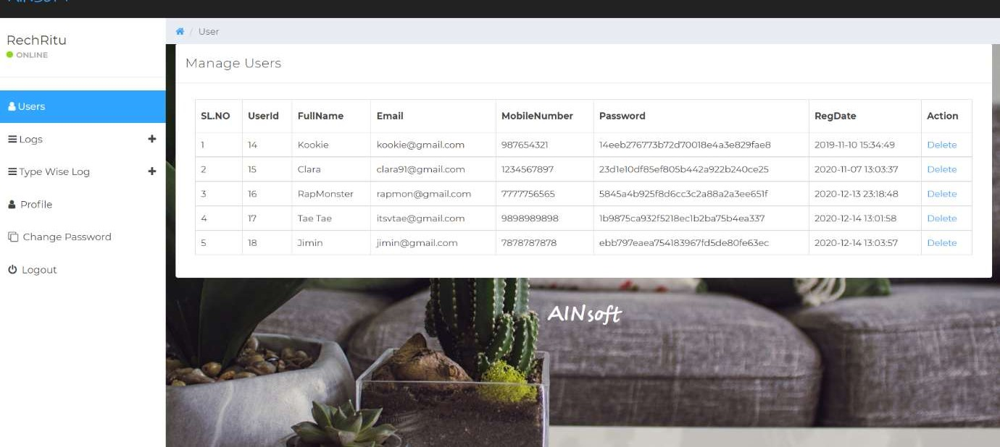 RechRitu
ONLINE
Users
Logs
Type Wise Log
Profile
Change Password
Logout
/ User
Manage Users
SL.NO UserId FullName Email MobileNumber Password RegDate Action
1 14 Kookie kookie@gmail.com 987654321 14eeb276773b72d70018e4a3e829fae8 2019-11-10 15:34:49 Delete
2 15 Clara clara91@gmail.com 1234567897 23d1e10df85ef805b442a922b240ce25 2020-11-07 13:03:37 Delete
3 16 RapMonster rapmon@gmail.com 7777756565 5845a4b925f8d6cc3c2a88a2a3ee651f 2020-12-13 23:18:48 Delete
4 17 Tae Tae itsvtae@gmail.com 9898989898 1b9875ca932f5218ec1b2ba75b4ea337 2020-12-14 13:01:58 Delete
5 18 Jimin jimin@gmail.com 7878787878 ebb797eaea754183967fd5de80fe63ec 2020-12-14 13:03:57 Delete
AINsoft